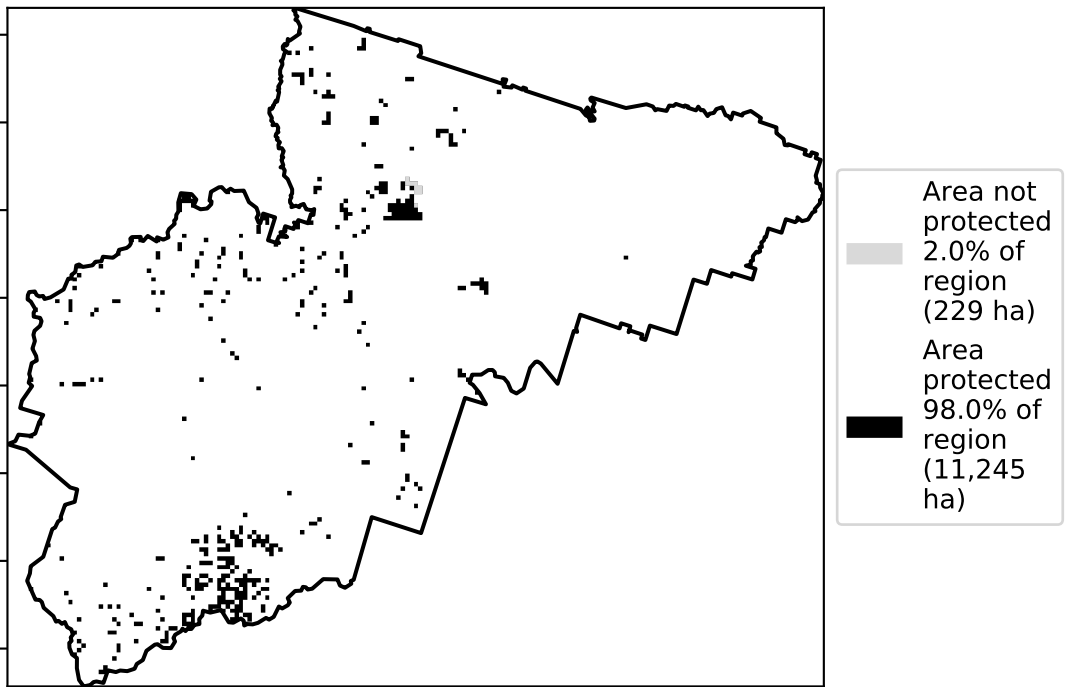 Area not
protected
2.0% of
region
(229 ha)
Area
protected
98.0% of
region
(11,245
ha)